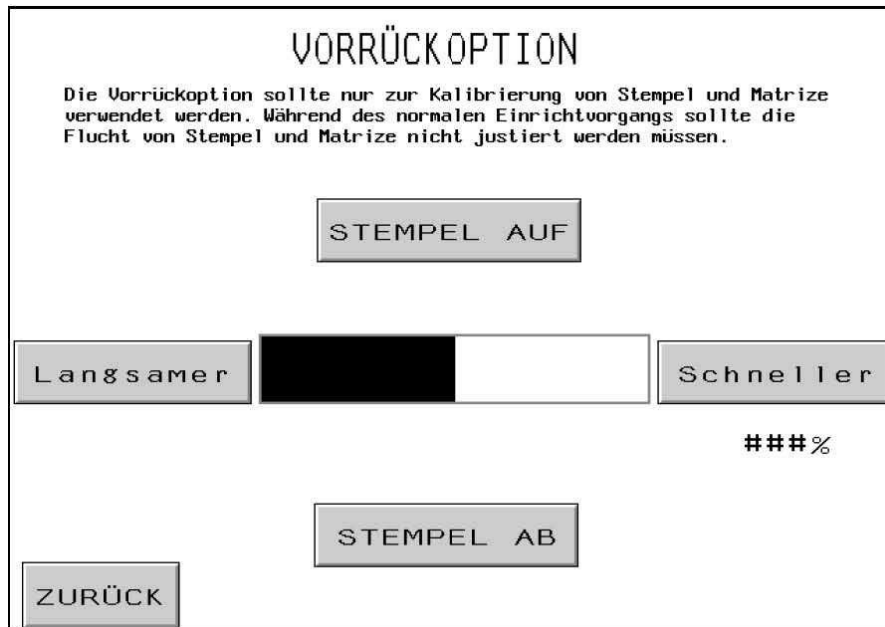 VORRÜCKOPTION
Die Vorrückoption sollte nur zur Kalibrierung von Stempel und Matrize
verwendet werden. Während des normalen Einrichtvorgangs sollte die
Flucht von Stempel und Matrize nicht justiert werden müssen.
STEMPEL AUF
Langsamer
Schneller
###%
STEMPEL AB
ZURÜCK